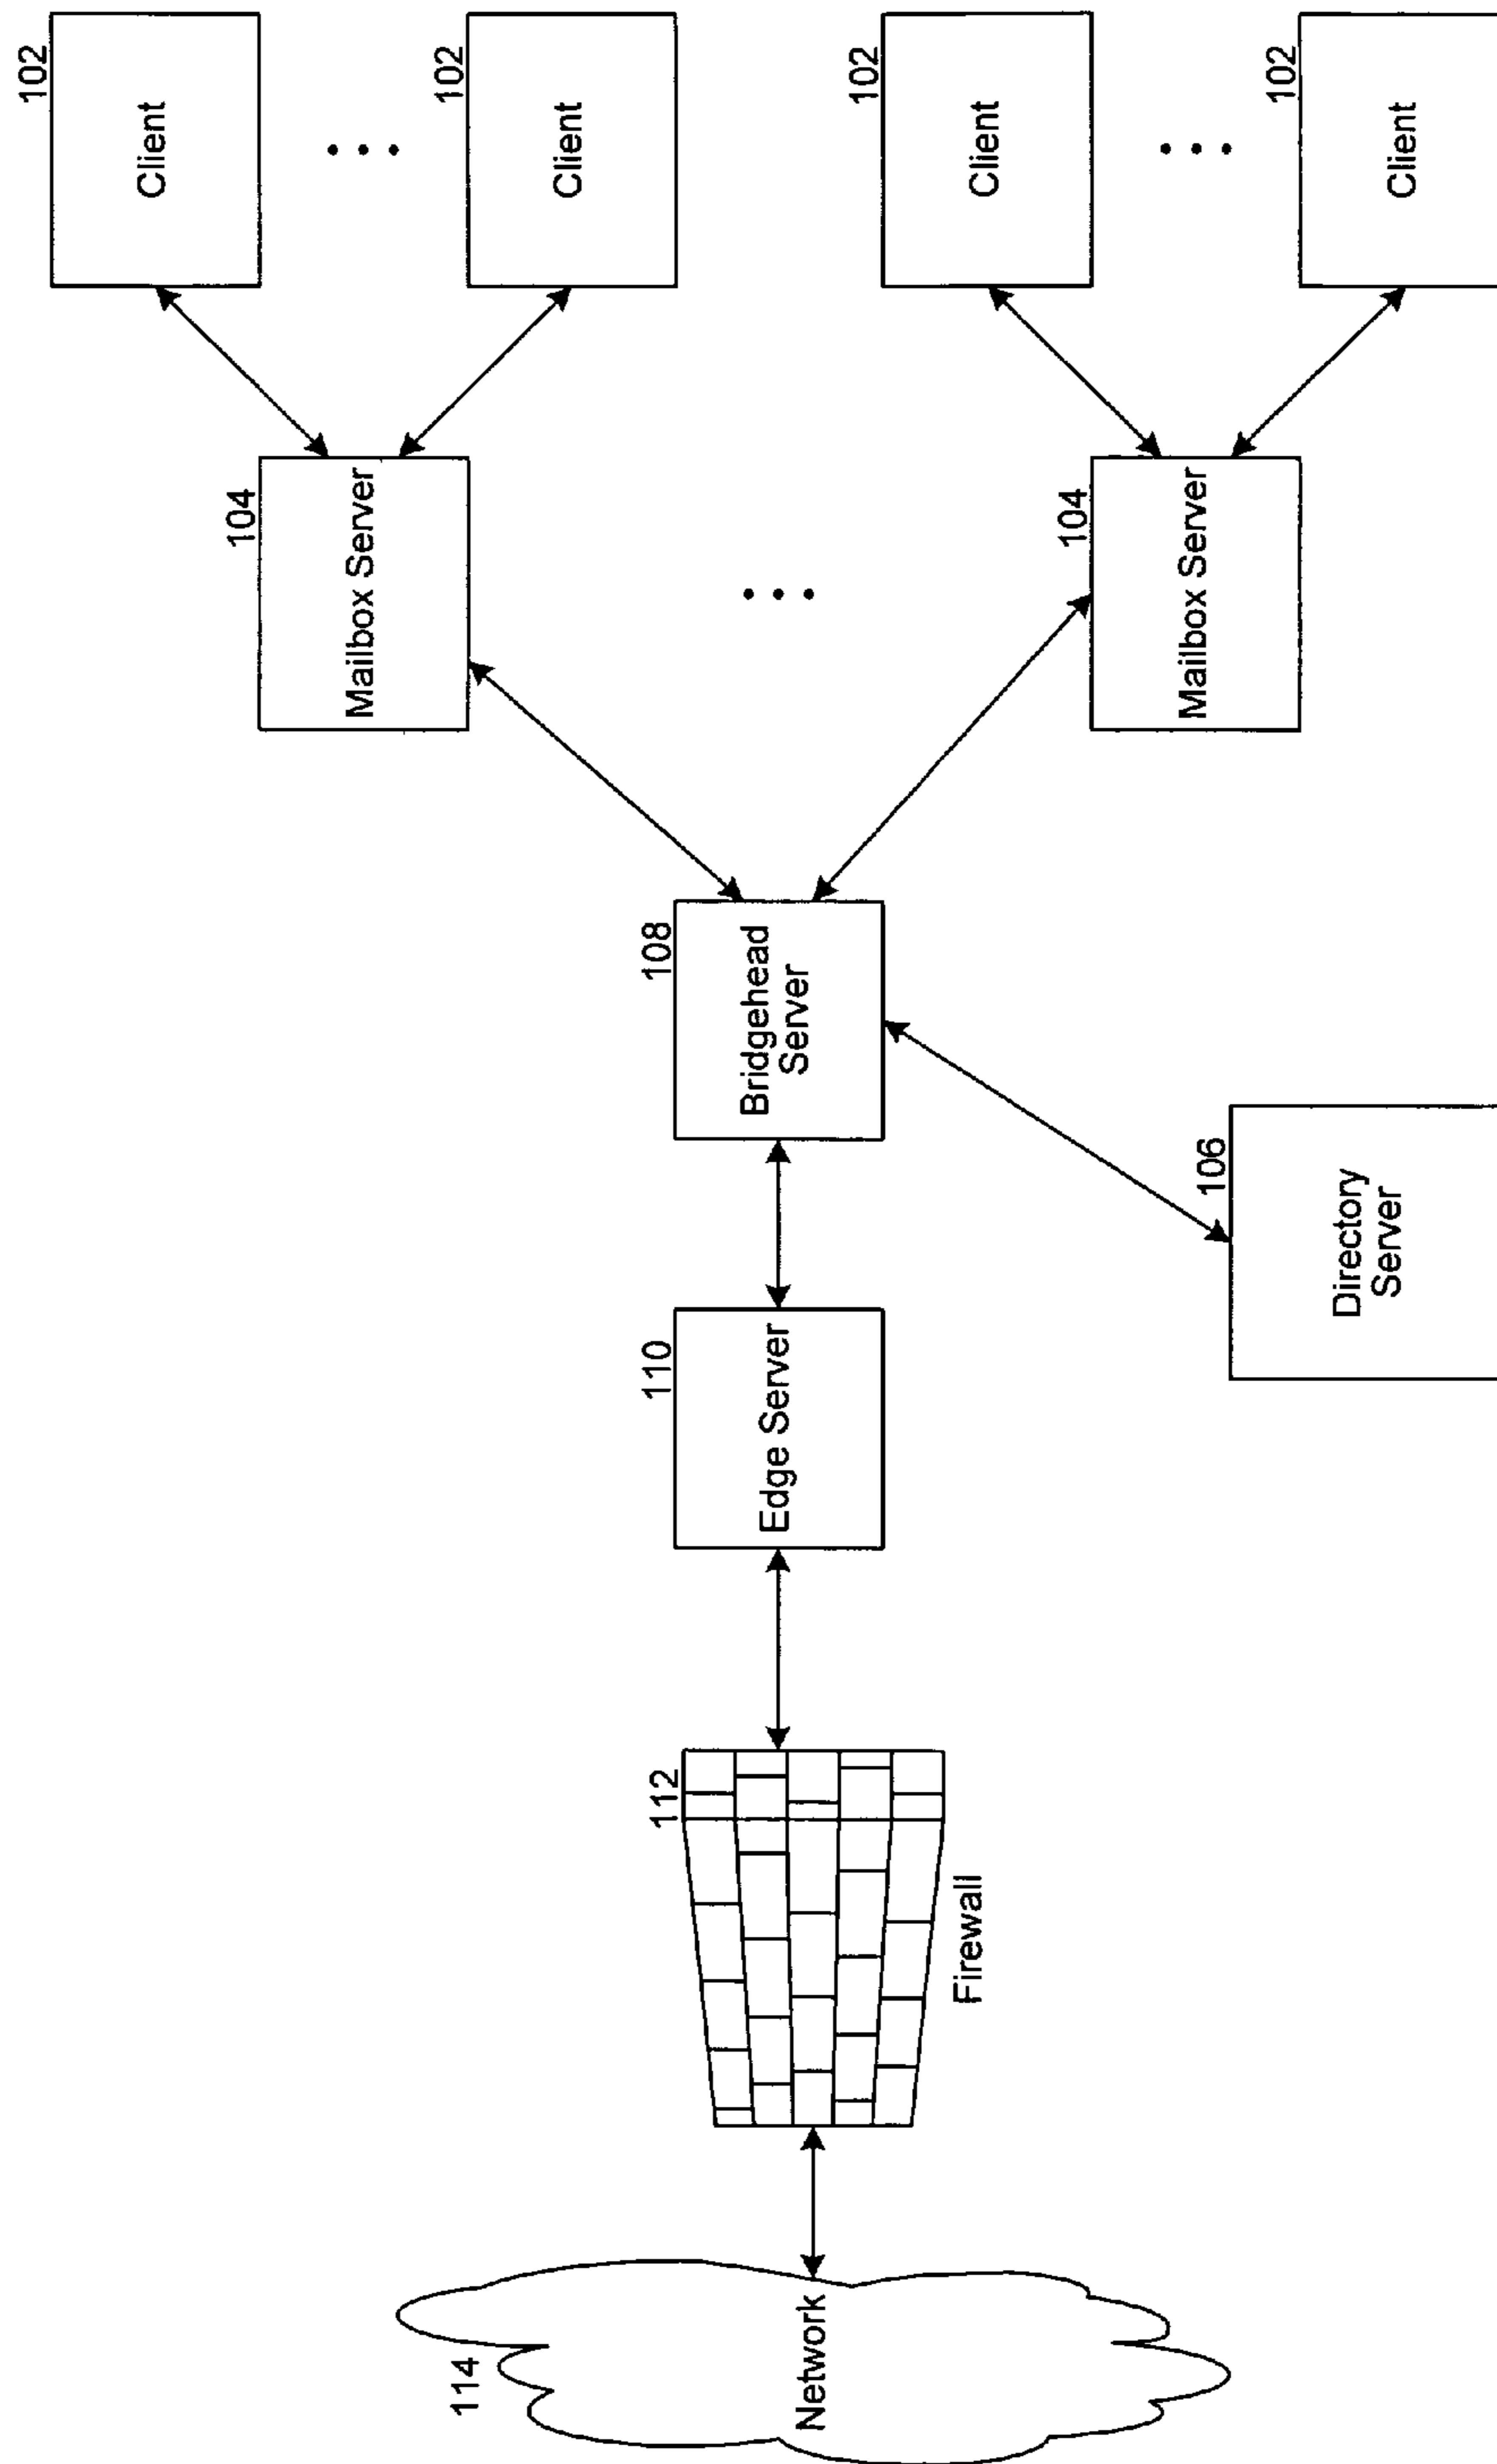 102
Client
102
Client
102
Client
102
Client
104
Mailbox Server
104
Mailbox Server
108
Bridgehead
Server
106
Directory
Server
110
Edge Server
112
Firewall
114
Network